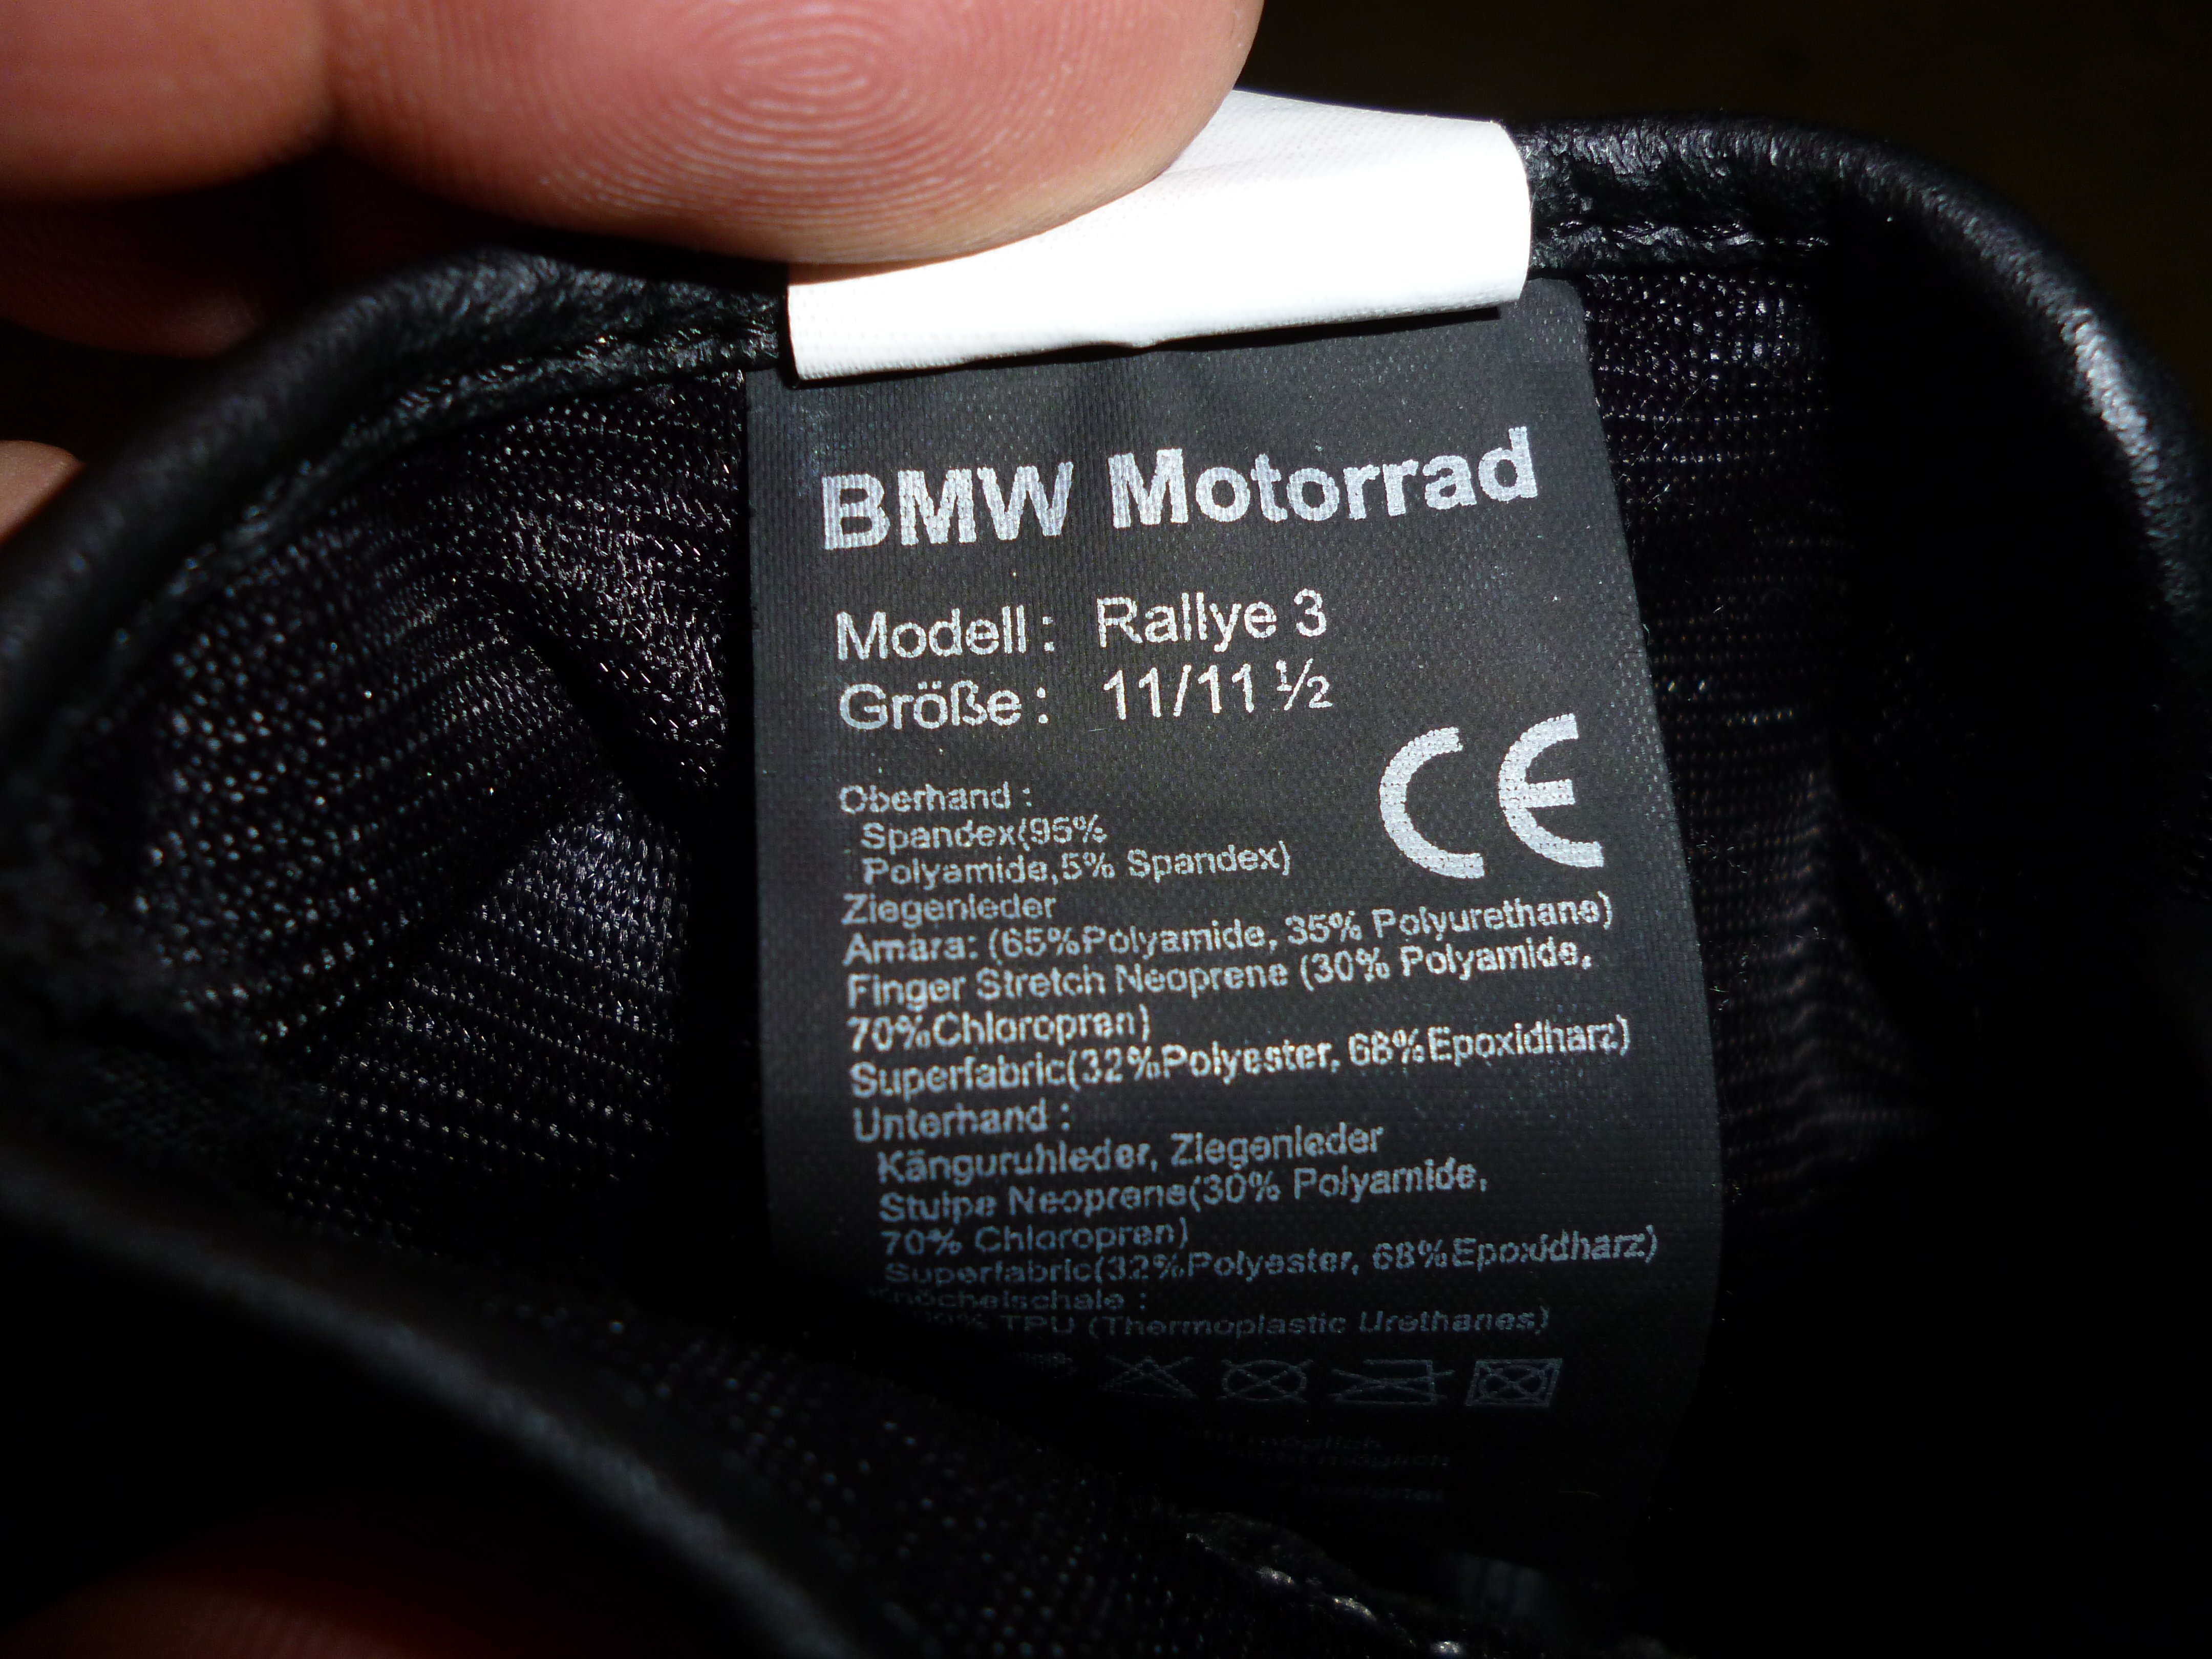 BMW Motorrad
Modell: Rallye 3
Größe: 11/11 ½
CE
Oberhand :
Spandex(95%
Polyamide,5% Spandex)
Ziegenleder
Amara: (65%Polyamide, 35% Polyurethane)
Finger Stretch Neoprene (30% Polyamide,
70%Chloropren)
Superfabric(32%Polyester, 68%Epoxidharz)
Unterhand :
Känguruhleder, Ziegenleder
Stulpe Neoprene(30% Polyamide,
70% Chloropren)
Superfabric(32%Polyester, 68%Epoxidharz)
Knöchelschale :
TPU (Thermoplastic Urethanes)
möglich
möglich